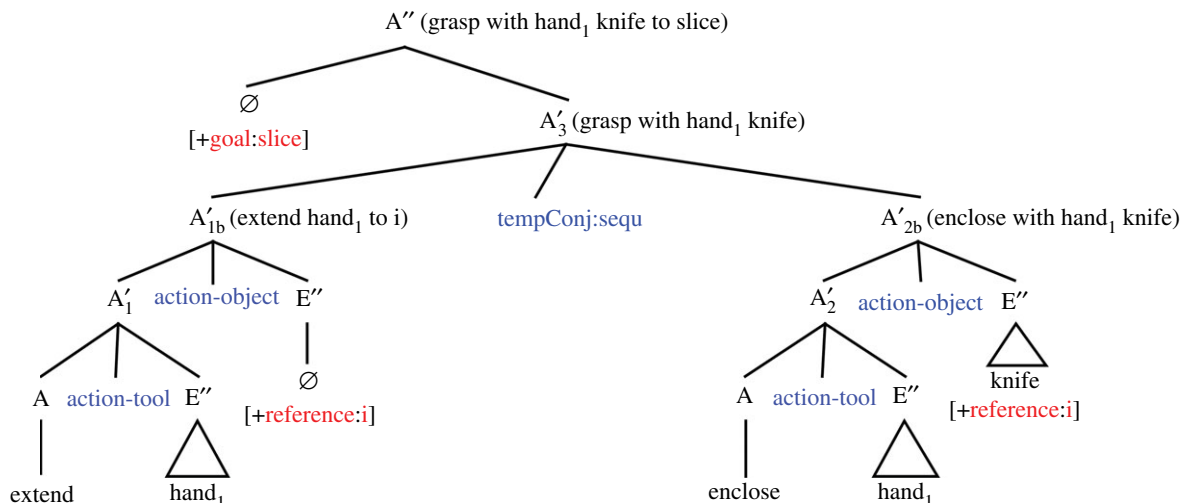 A″ (grasp with hand₁ knife to slice)
∅
[+goal:slice]
A′₃ (grasp with hand₁ knife)
A′₁b (extend hand₁ to i)
tempConj:sequ
A′₂b (enclose with hand₁ knife)
A′₁ action-object E″
A′₂ action-object E″
A action-tool E″
∅
[+reference:i]
A action-tool E″
knife
[+reference:i]
extend hand₁
enclose hand₁